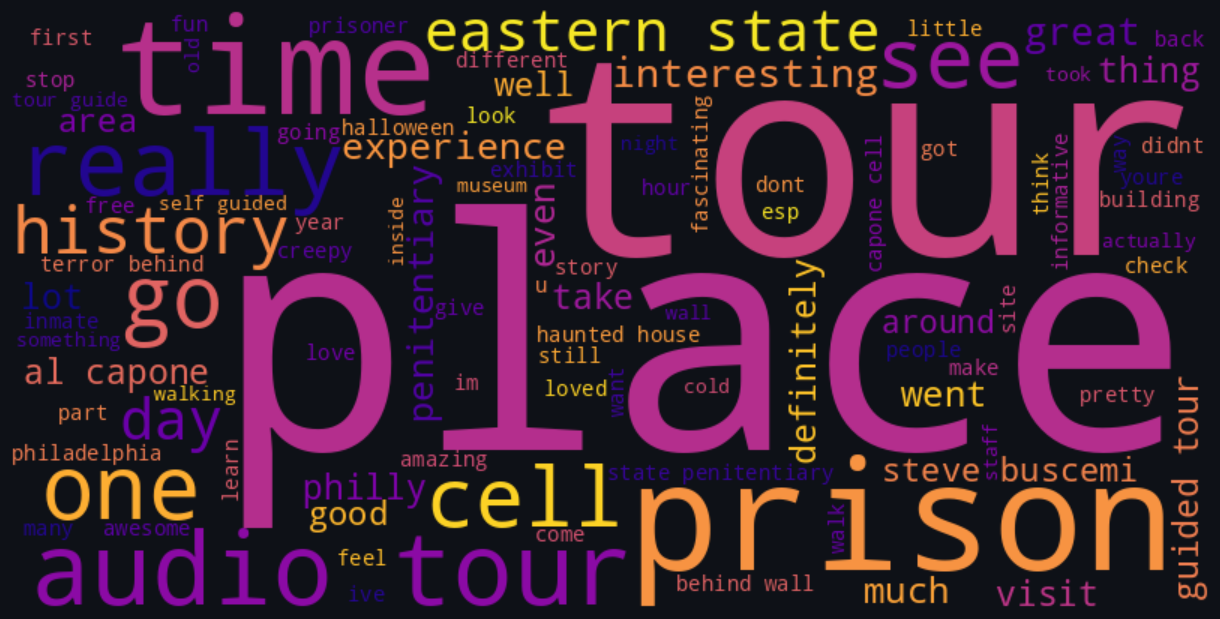 first
fun
old
prisoner
time
eastern state
little
great
back
stop
different
interesting
see
took
thing
tour guide
well
area
look
tour
really
going
halloween
experience
night
fascinating
got
didnt
exhibit
hour
dont
capone cell
think
informative
way
youre
museum
esp
building
free
self guided
history
year
inside
penitentiary
even
creepy
actually
terror behind
story
check
lot
go
u
take
definitely
site
inmate
give
wall
around
something
place
haunted house
love
still
people
al capone
im
loved
want
cold
make
walking
went
pretty
part
day
philadelphia
learn
amazing
state penitentiary
staff
steve buscemi
guided tour
one
philly
cell
prison
good
many
awesome
come
walk
audio tour
feel
behind wall
ive
much
visit